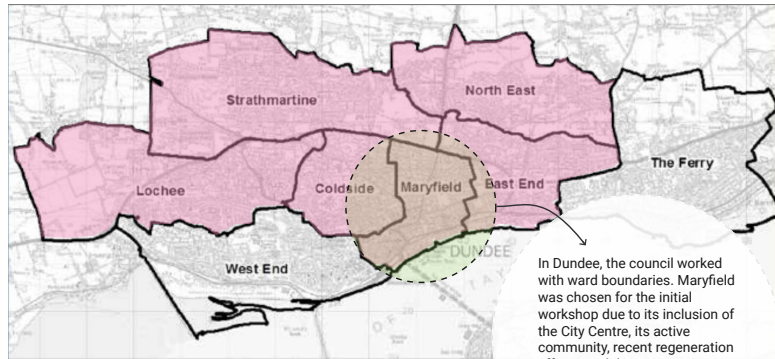 Strathmartine
North East
The Ferry
Lochee
Coldside
Maryfield
East End
West End
DUNDEE
In Dundee, the council worked
with ward boundaries. Maryfield
was chosen for the initial
workshop due to its inclusion of
the City Centre, its active
community, recent regeneration